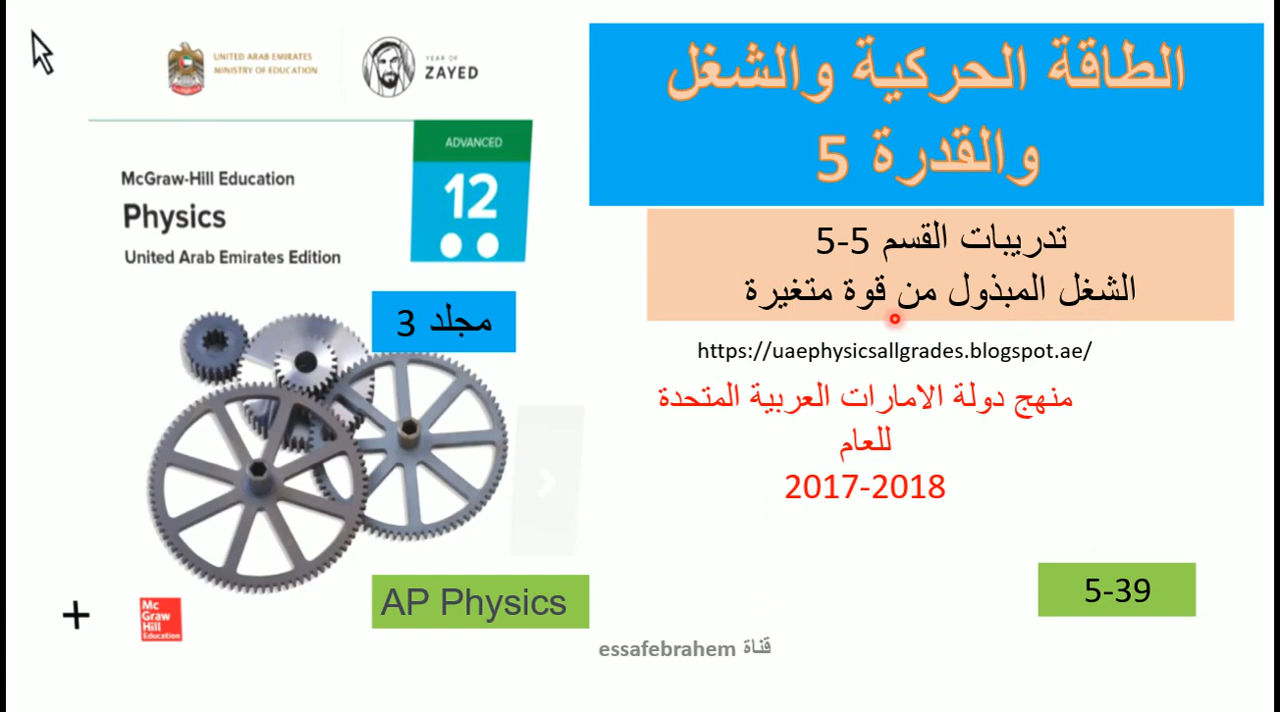 UNITED ARAB EMIRATES
MINISTRY OF EDUCATION
YEAR OF
ZAYED
ADVANCED
12
McGraw-Hill Education
Physics
United Arab Emirates Edition
مجلد 3
AP Physics
Mc
Graw
Hill
Education
الطاقة الحركية والشغل
والقدرة 5
تدريبات القسم 5-5
الشغل المبذول من قوة متغيرة
https://uaephysicsallgrades.blogspot.ae/
منهج دولة الامارات العربية المتحدة
للعام
2017-2018
5-39
قناة essafebrahem